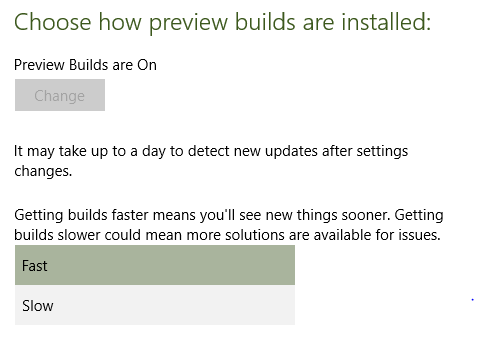 Choose how preview builds are installed:
Preview Builds are On
Change
It may take up to a day to detect new updates after settings
changes.
Getting builds faster means you'll see new things sooner. Getting
builds slower could mean more solutions are available for issues.
Fast
Slow